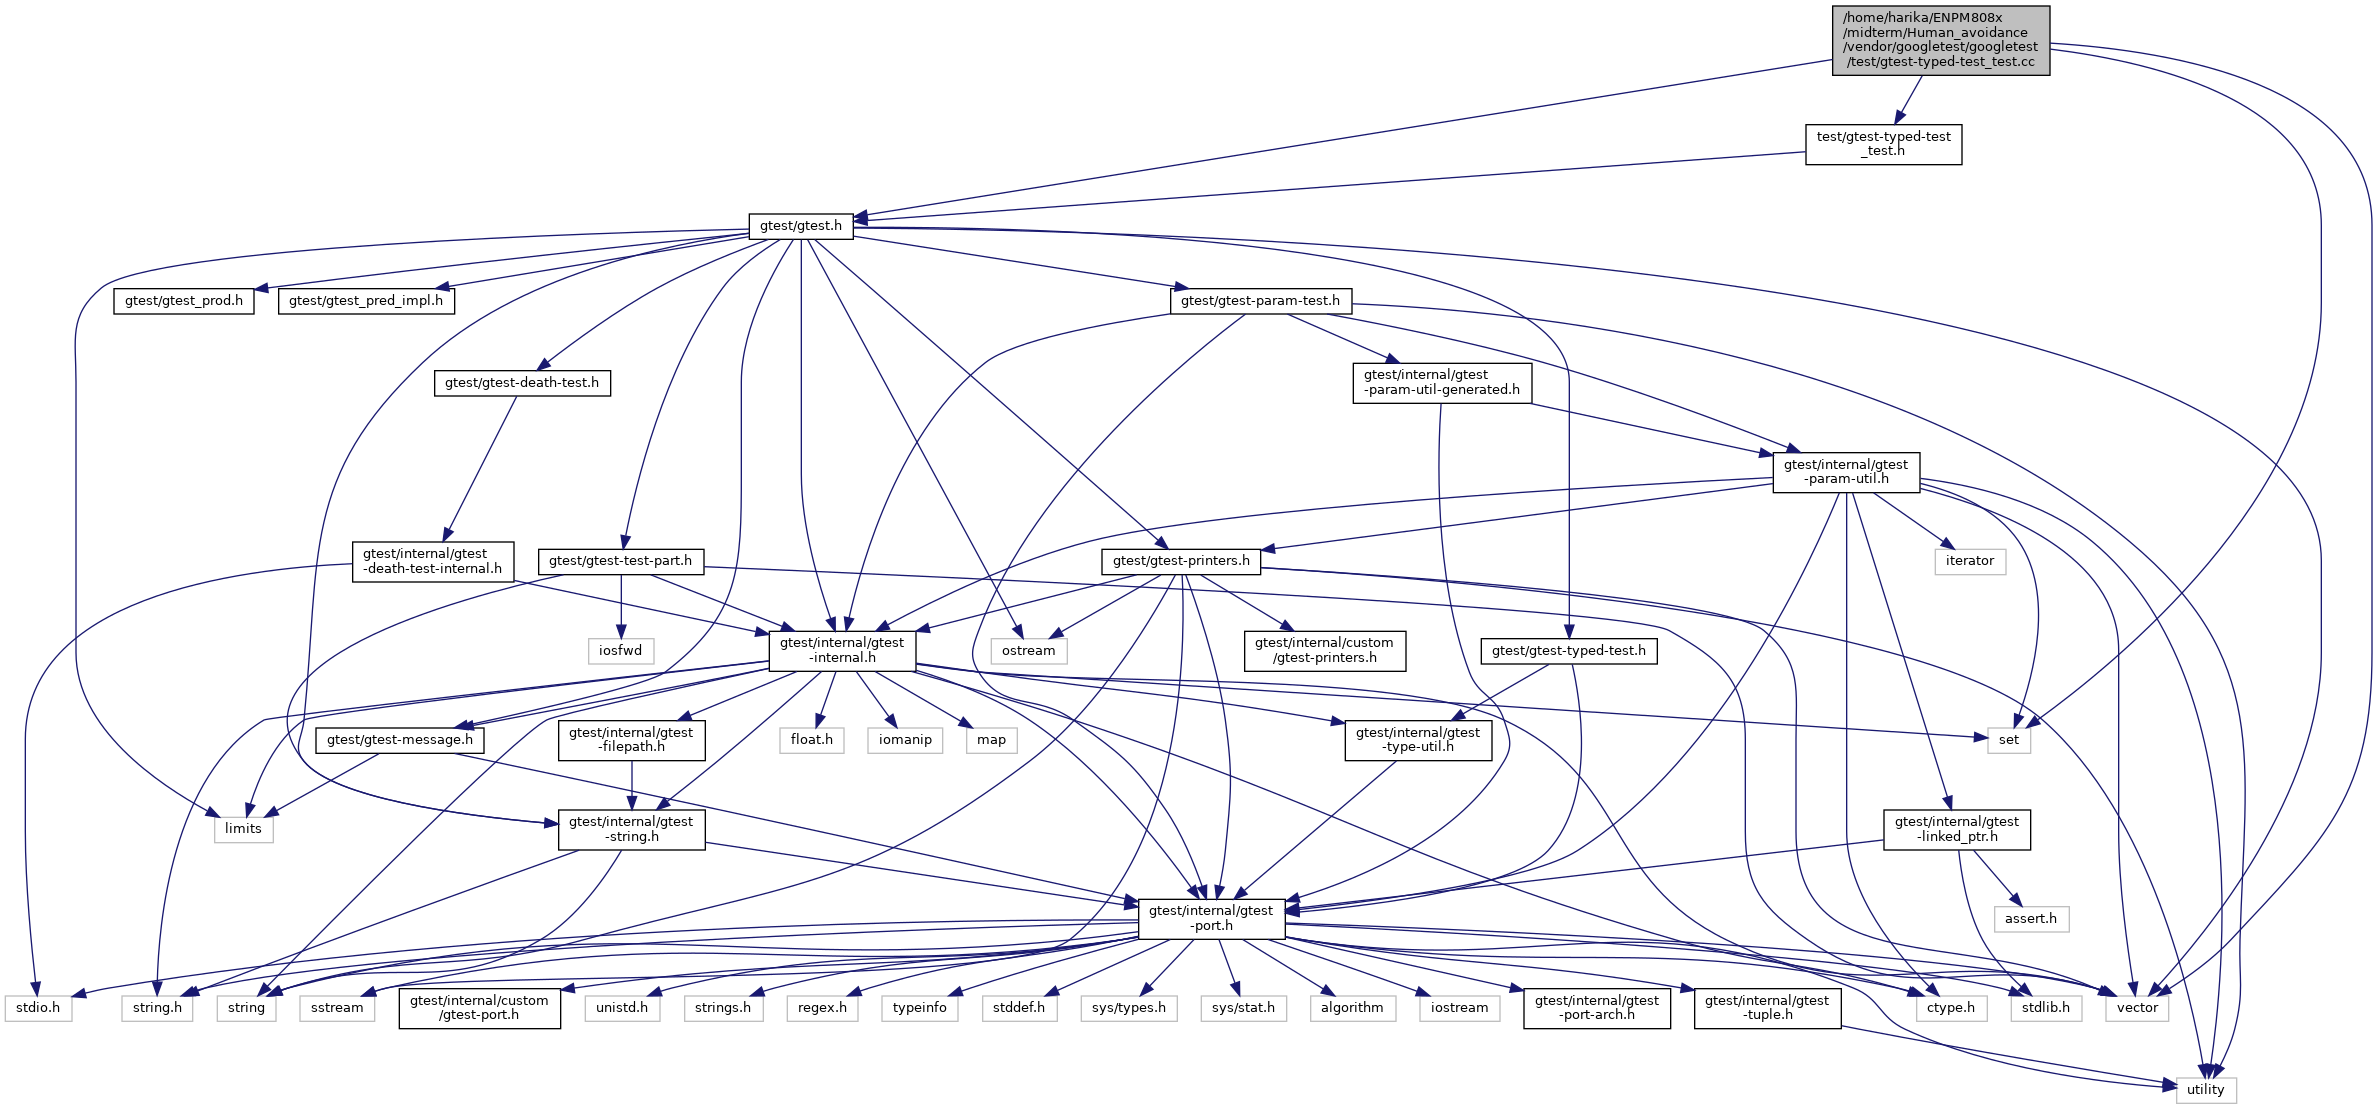 /home/harika/ENPM808x
/midterm/Human_avoidance
/vendor/googletest/googletest
/test/gtest-typed-test_test.cc
test/gtest-typed-test
_test.h
gtest/gtest.h
gtest/gtest_prod.h
gtest/gtest_pred_impl.h
gtest/gtest-param-test.h
gtest/gtest-death-test.h
gtest/internal/gtest
-param-util-generated.h
gtest/internal/gtest
-param-util.h
gtest/internal/gtest
-death-test-internal.h
gtest/gtest-test-part.h
gtest/gtest-printers.h
iterator
gtest/internal/gtest
-internal.h
iosfwd
ostream
gtest/internal/custom
/gtest-printers.h
gtest/gtest-typed-test.h
gtest/gtest-message.h
gtest/internal/gtest
-filepath.h
float.h
iomanip
map
gtest/internal/gtest
-type-util.h
set
limits
gtest/internal/gtest
-string.h
gtest/internal/gtest
-linked_ptr.h
gtest/internal/gtest
-port.h
assert.h
stdio.h
string.h
string
sstream
gtest/internal/custom
/gtest-port.h
unistd.h
strings.h
regex.h
typeinfo
stddef.h
sys/types.h
sys/stat.h
algorithm
iostream
gtest/internal/gtest
-port-arch.h
gtest/internal/gtest
-tuple.h
ctype.h
stdlib.h
vector
utility